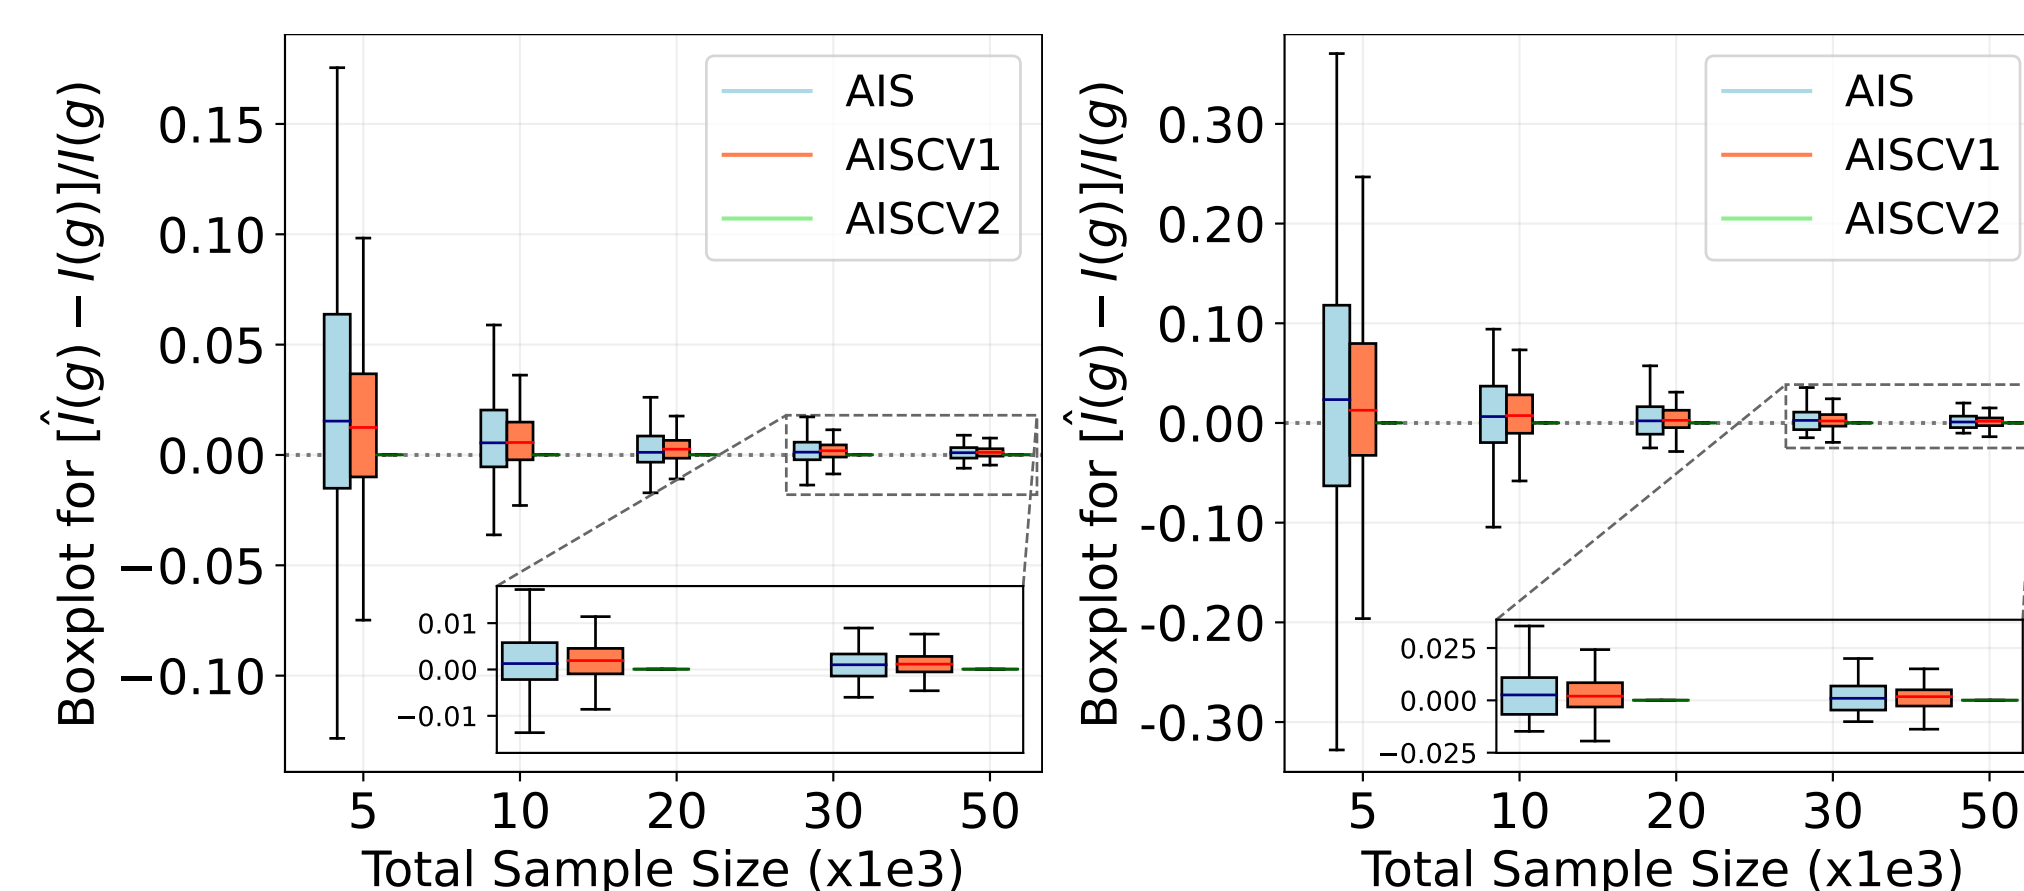 Boxplot for [Î(g) − I(g)]/I(g)
0.15
0.10
0.05
0.00
−0.05
−0.10
AIS
AISCV1
AISCV2
0.01
0.00
−0.01
5 10 20 30 50
Total Sample Size (x1e3)
Boxplot for [Î(g) − I(g)]/I(g)
0.30
0.20
0.10
0.00
-0.10
-0.20
-0.30
AIS
AISCV1
AISCV2
0.025
0.000
−0.025
5 10 20 30 50
Total Sample Size (x1e3)